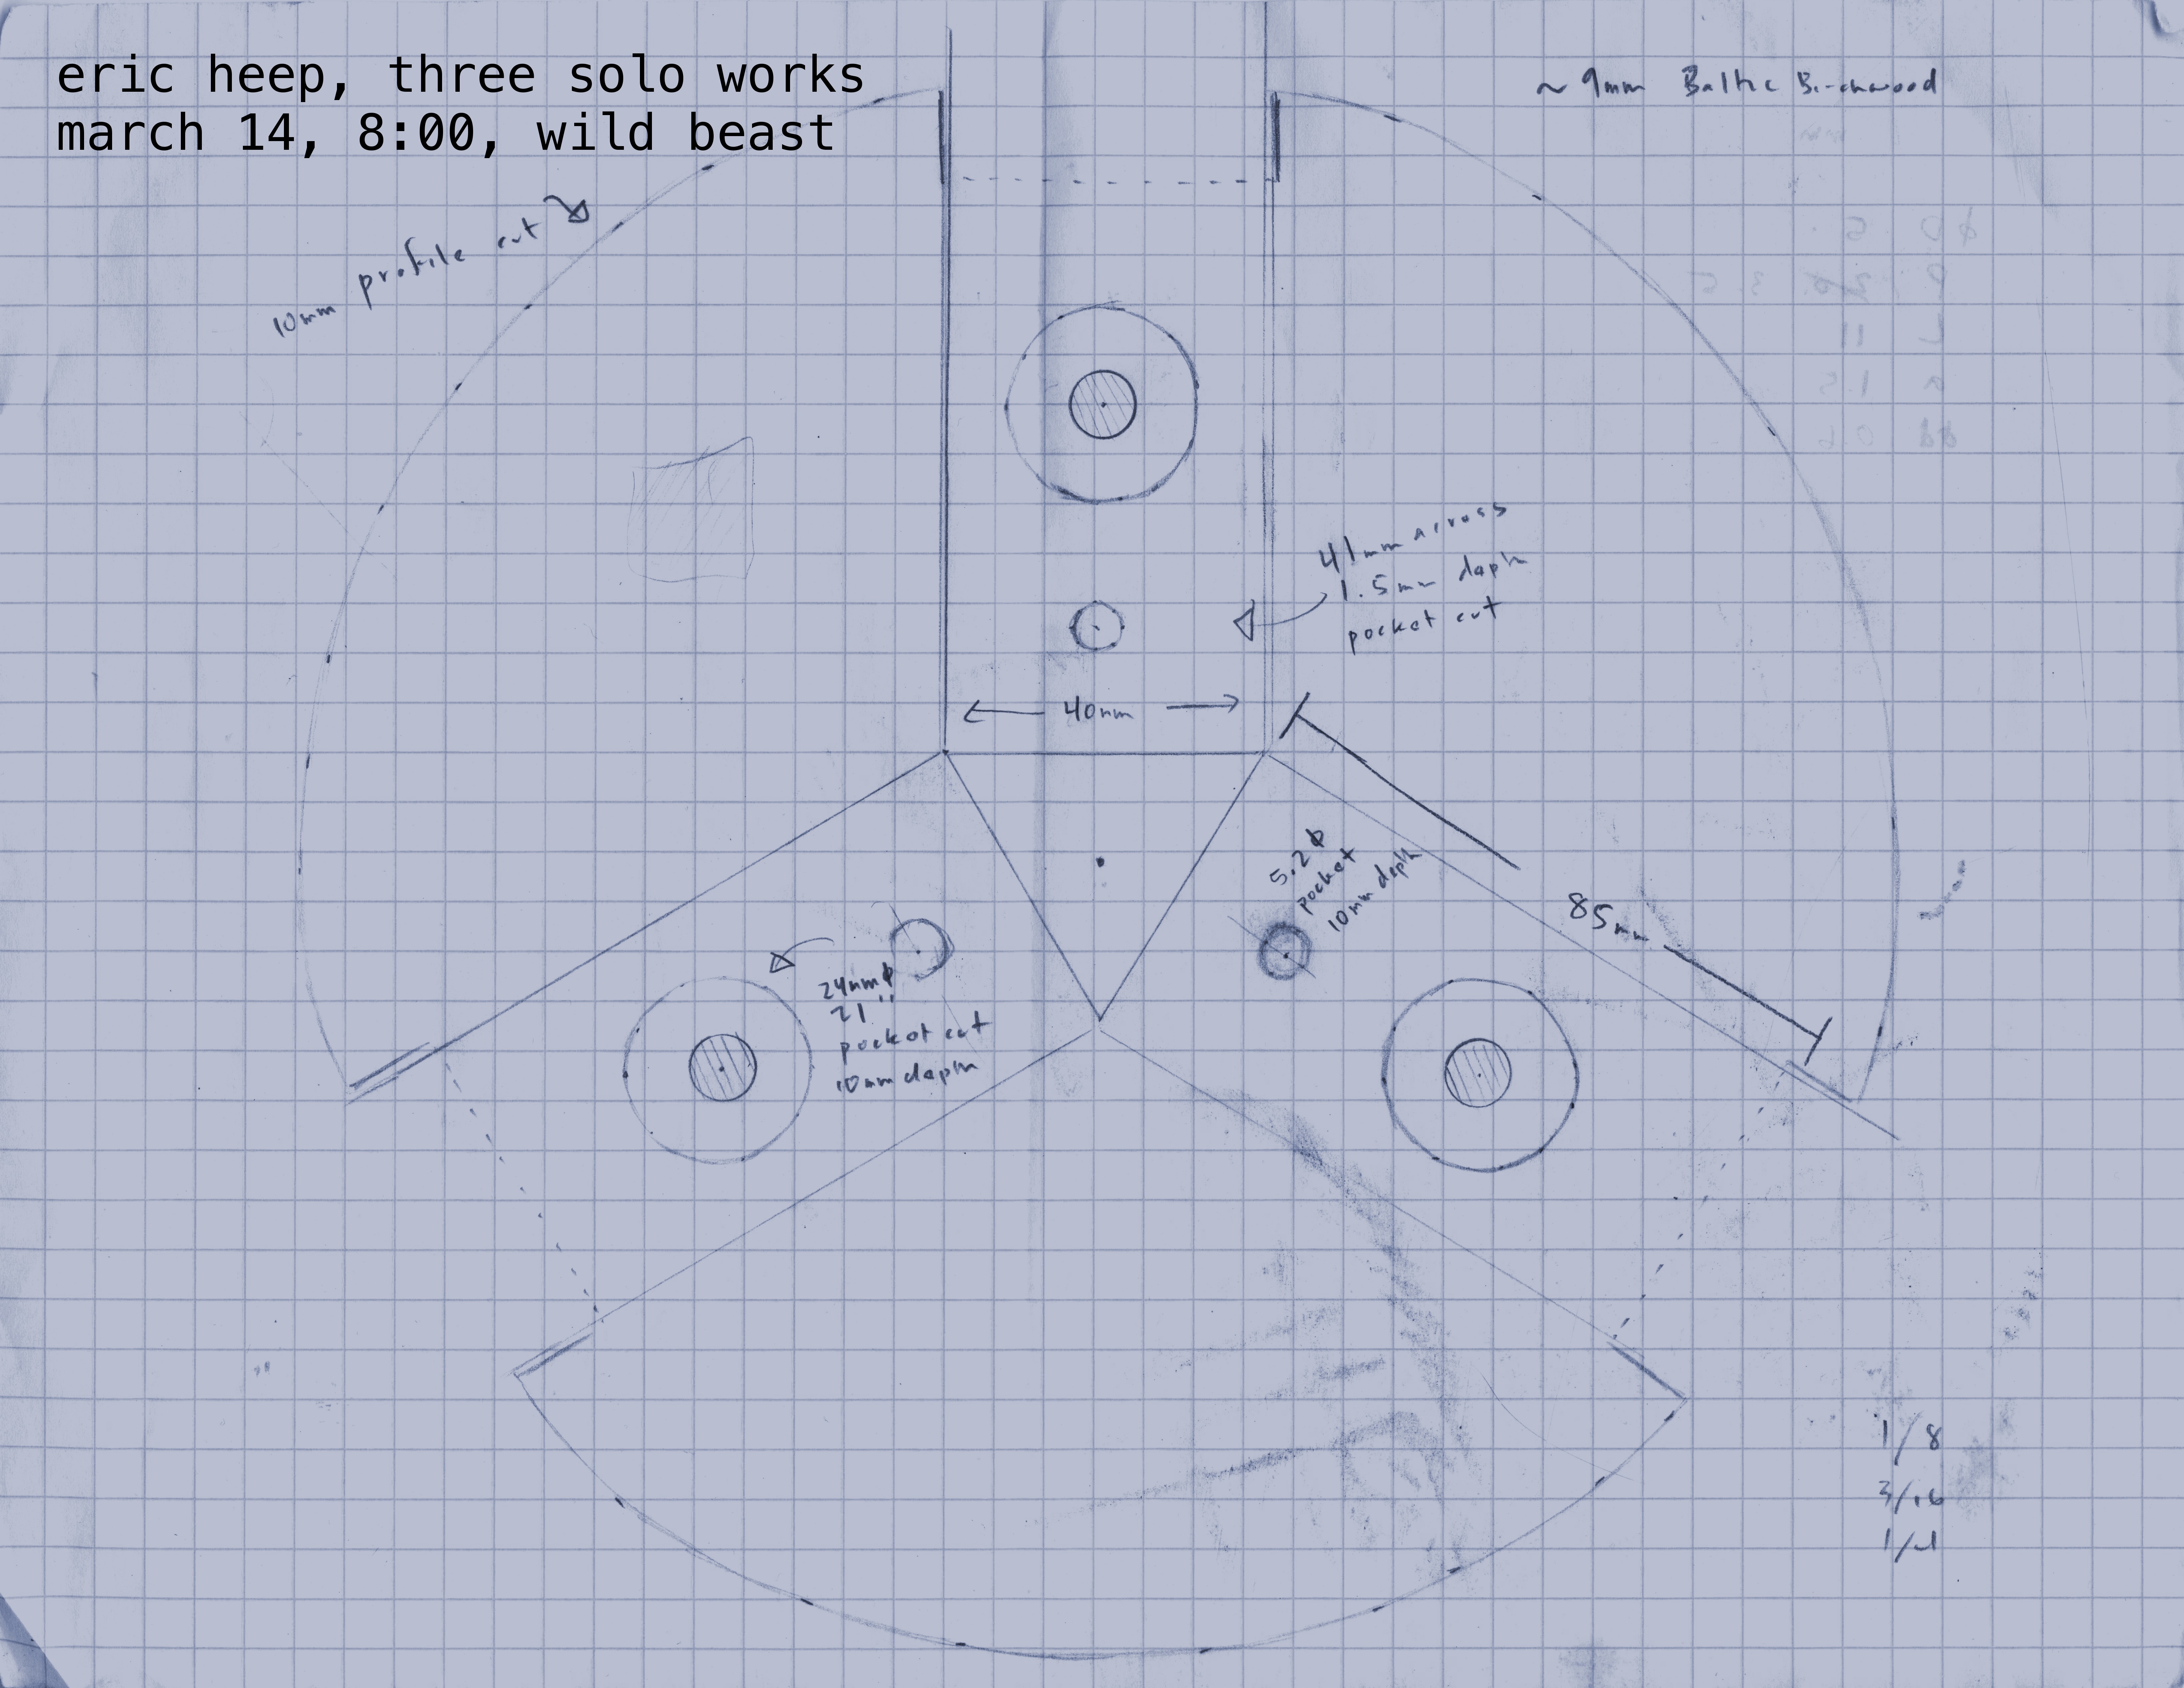 eric heep, three solo works
march 14, 8:00, wild beast
~ 9mm Baltic Birchwood
10mm profile cut
41mm across
1.5mm depth
pocket cut
40mm
5.2 ϕ
pocket
10mm depth
85mm
24mm ϕ
21 "
pocket cut
10mm depth
1/8
3/16